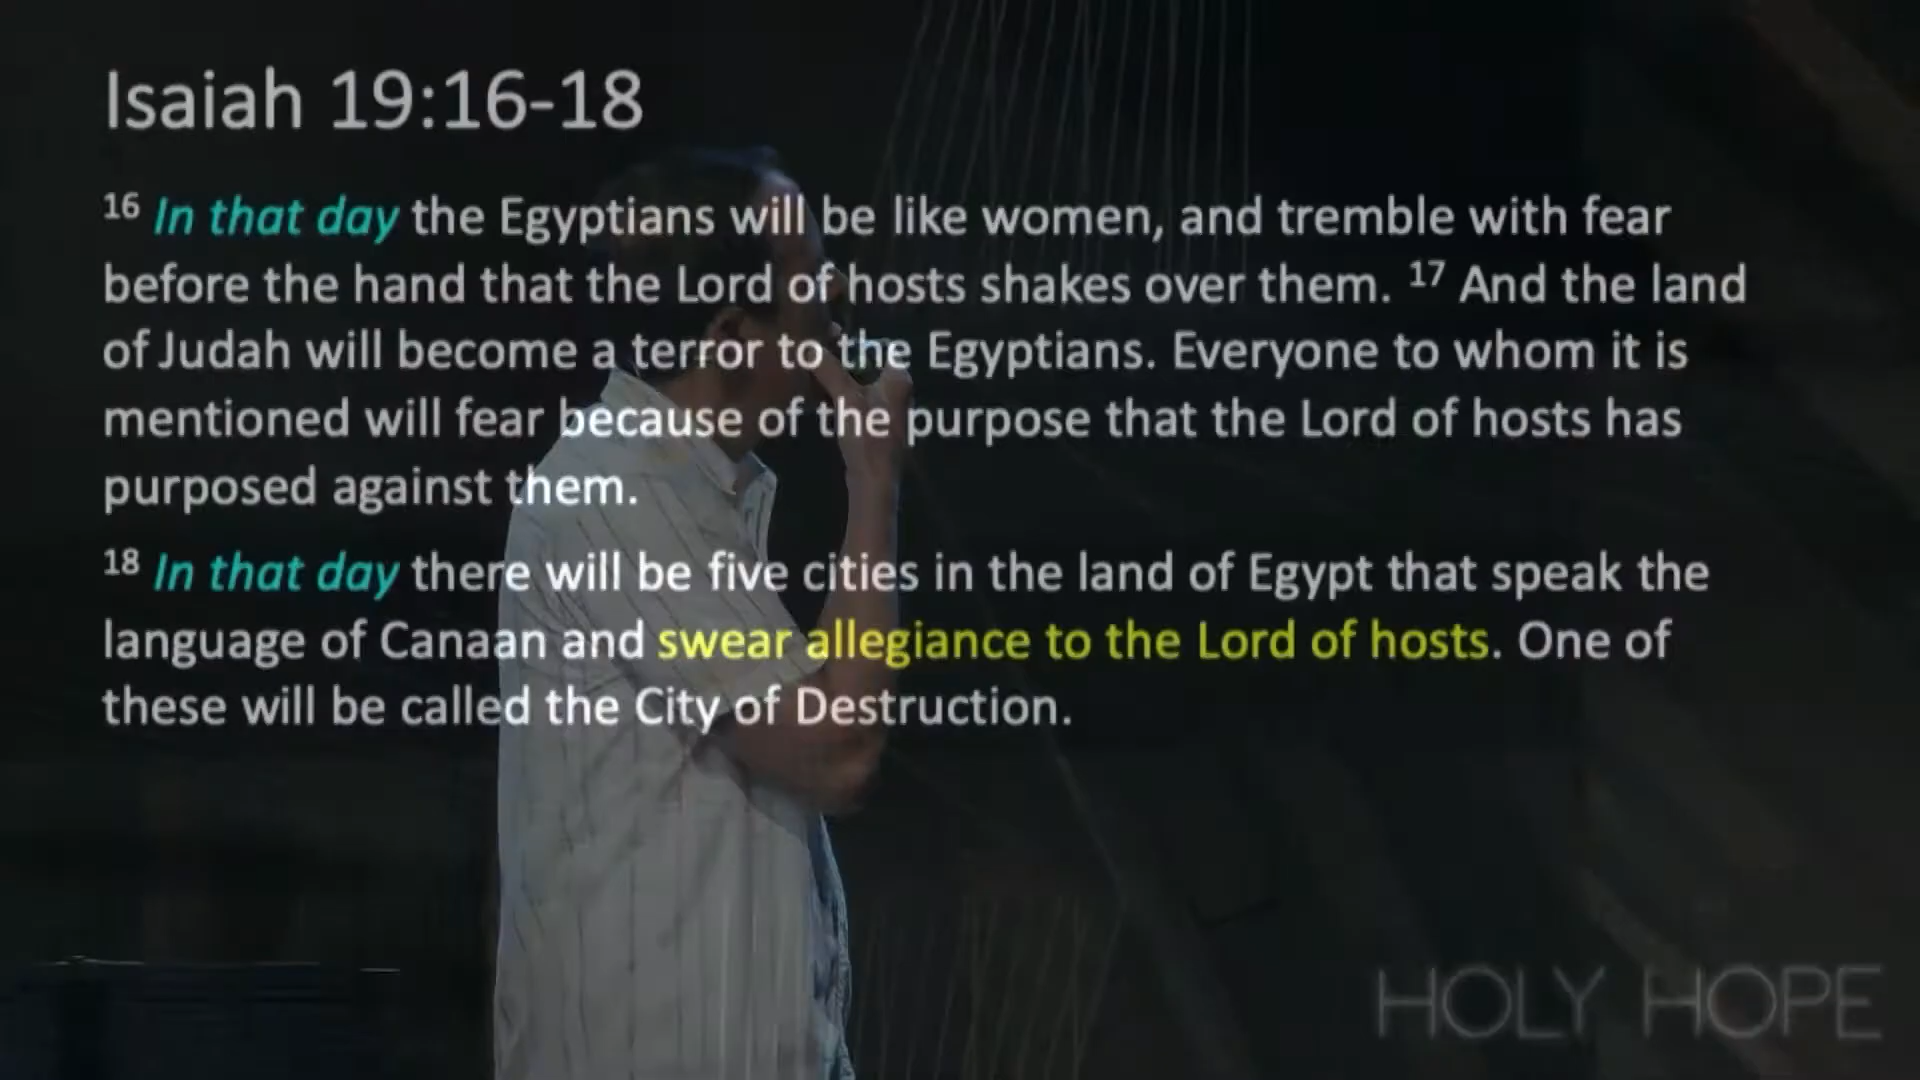 Isaiah 19:16-18
16 In that day the Egyptians will be like women, and tremble with fear
before the hand that the Lord of hosts shakes over them. 17 And the land
of Judah will become a terror to the Egyptians. Everyone to whom it is
mentioned will fear because of the purpose that the Lord of hosts has
purposed against them.
18 In that day there will be five cities in the land of Egypt that speak the
language of Canaan and swear allegiance to the Lord of hosts. One of
these will be called the City of Destruction.
HOLY HOPE